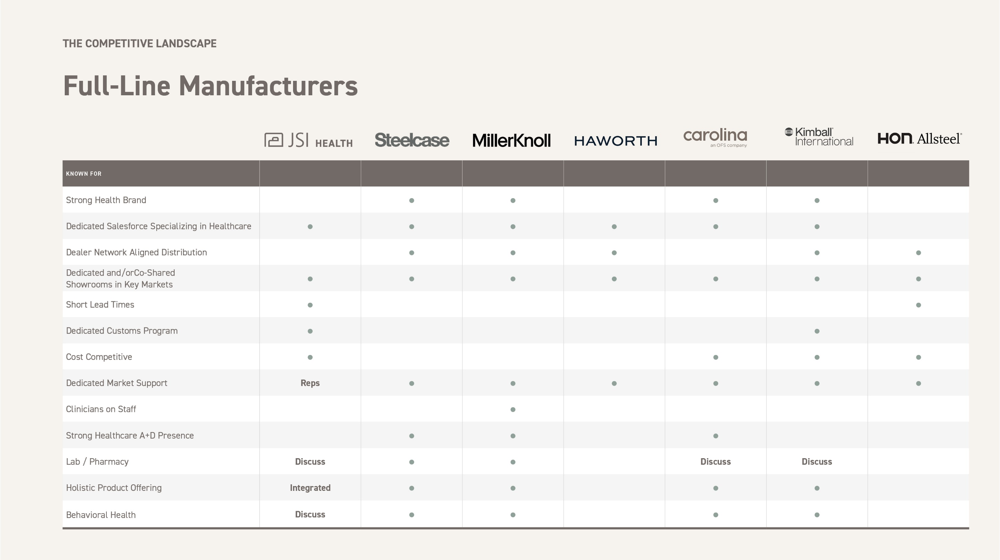 THE COMPETITIVE LANDSCAPE
Full-Line Manufacturers
JSI HEALTH
Steelcase
MillerKnoll
HAWORTH
carolina
an OFS company
Kimball®
International
HON. Allsteel®
KNOWN FOR
Strong Health Brand
Dedicated Salesforce Specializing in Healthcare
Dealer Network Aligned Distribution
Dedicated and/orCo-Shared
Showrooms in Key Markets
Short Lead Times
Dedicated Customs Program
Cost Competitive
Dedicated Market Support Reps
Clinicians on Staff
Strong Healthcare A+D Presence
Lab / Pharmacy Discuss Discuss Discuss
Holistic Product Offering Integrated
Behavioral Health Discuss